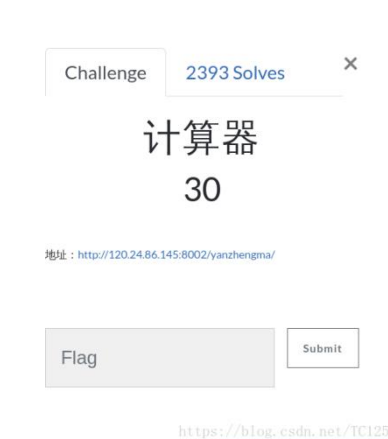 Challenge 2393 Solves ×
计算器
30
地址：http://120.24.86.145:8002/yanzhengma/
Flag Submit
https://blog.csdn.net/TC125